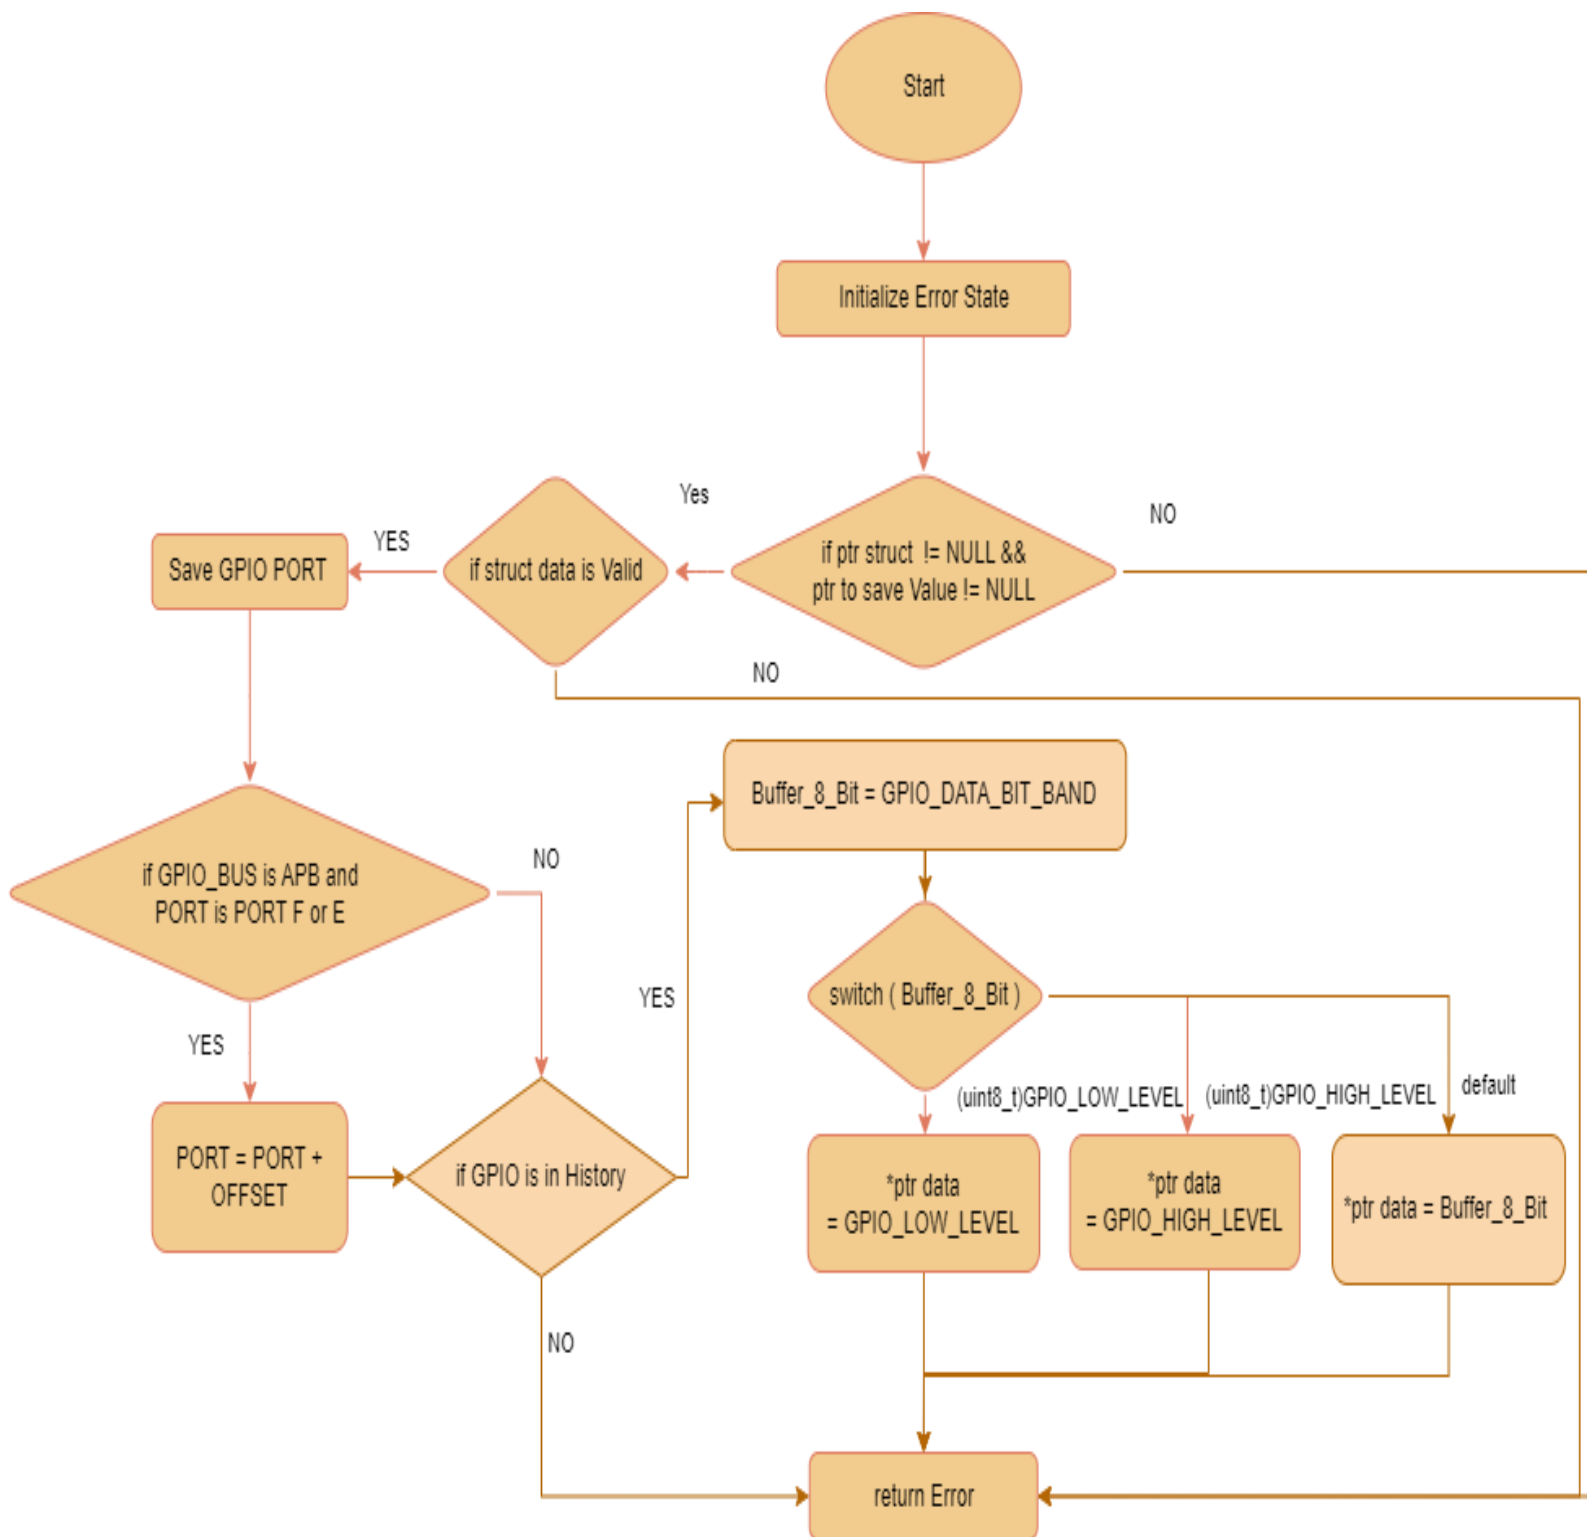 Start
Initialize Error State
if ptr struct != NULL &&
ptr to save Value != NULL
NO
Yes
if struct data is Valid
YES
Save GPIO PORT
NO
if GPIO_BUS is APB and
PORT is PORT F or E
NO
YES
PORT = PORT +
OFFSET
if GPIO is in History
YES
NO
Buffer_8_Bit = GPIO_DATA_BIT_BAND
switch ( Buffer_8_Bit )
(uint8_t)GPIO_LOW_LEVEL
(uint8_t)GPIO_HIGH_LEVEL
default
*ptr data
= GPIO_LOW_LEVEL
*ptr data
= GPIO_HIGH_LEVEL
*ptr data = Buffer_8_Bit
return Error